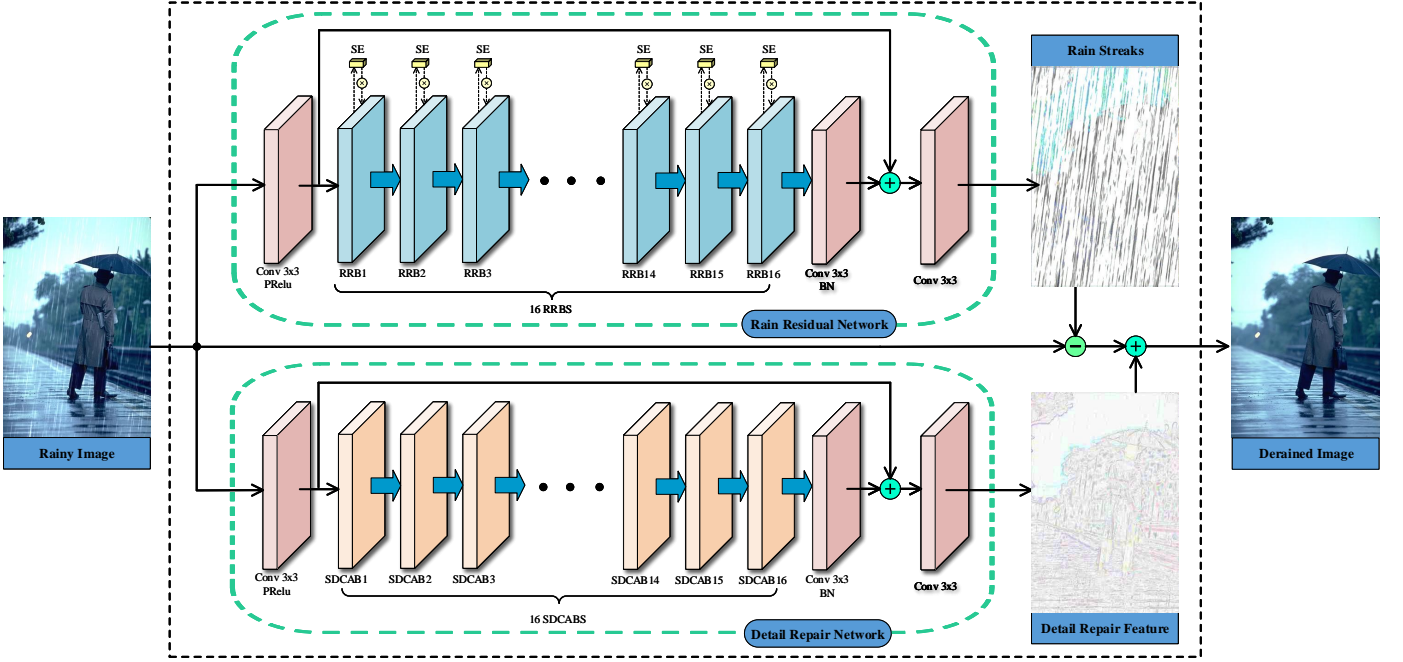 SE
SE
SE
SE
SE
SE
Rain Streaks
Conv 3x3
PRelu
RRB1
RRB2
RRB3
RRB14
RRB15
RRB16
Conv 3x3
BN
Conv 3x3
16 RRBS
Rain Residual Network
Rainy Image
Derained Image
Conv 3x3
PRelu
SDCAB1
SDCAB2
SDCAB3
SDCAB14
SDCAB15
SDCAB16
Conv 3x3
BN
Conv 3x3
16 SDCABS
Detail Repair Network
Detail Repair Feature